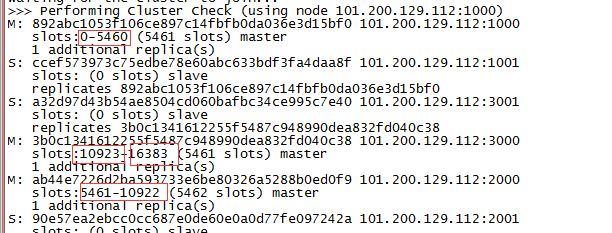 >>> Performing Cluster Check (using node 101.200.129.112:1000)
M: 892abc1053f106ce897c14fbfb0da036e3d15bf0 101.200.129.112:1000
slots:0-5460 (5461 slots) master
1 additional replica(s)
S: ccef573973c75edbe78e60abc633bdf3fa4daa8f 101.200.129.112:1001
slots: (0 slots) slave
replicates 892abc1053f106ce897c14fbfb0da036e3d15bf0
S: a32d97d43b54ae8504cd060bafbc34ce995c7e40 101.200.129.112:3001
slots: (0 slots) slave
replicates 3b0c1341612255f5487c948990dea832fd040c38
M: 3b0c1341612255f5487c948990dea832fd040c38 101.200.129.112:3000
slots:10923-16383 (5461 slots) master
1 additional replica(s)
M: ab44e7226d2ba593733e6be80326a5288b0ed0f9 101.200.129.112:2000
slots:5461-10922 (5462 slots) master
1 additional replica(s)
S: 90e57ea2ebcc0cc687e0de60e0a0d77fe097242a 101.200.129.112:2001
slots: (0 slots) slave